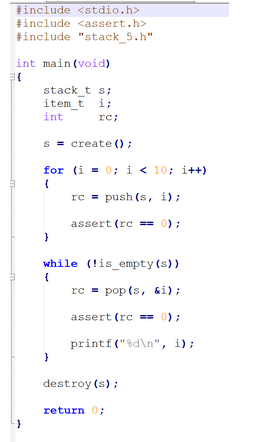 #include <stdio.h>
#include <assert.h>
#include "stack_5.h"
int main(void)
{
stack_t s;
item_t i;
int rc;
s = create();
for (i = 0; i < 10; i++)
{
rc = push(s, i);
assert(rc == 0);
}
while (!is_empty(s))
{
rc = pop(s, &i);
assert(rc == 0);
printf("%d\n", i);
}
destroy(s);
return 0;
}